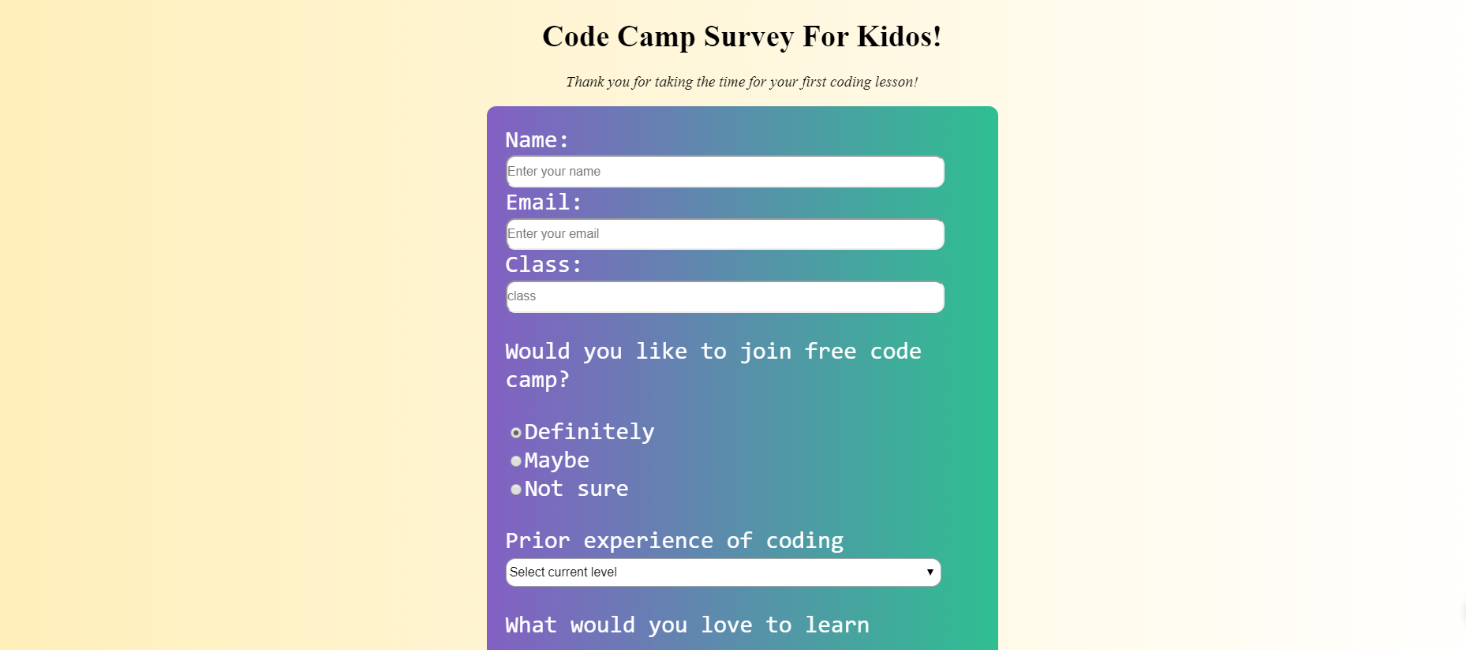 Code Camp Survey For Kidos!
Thank you for taking the time for your first coding lesson!
Name:
Enter your name
Email:
Enter your email
Class:
class
Would you like to join free code
camp?
Definitely
Maybe
Not sure
Prior experience of coding
Select current level
What would you love to learn